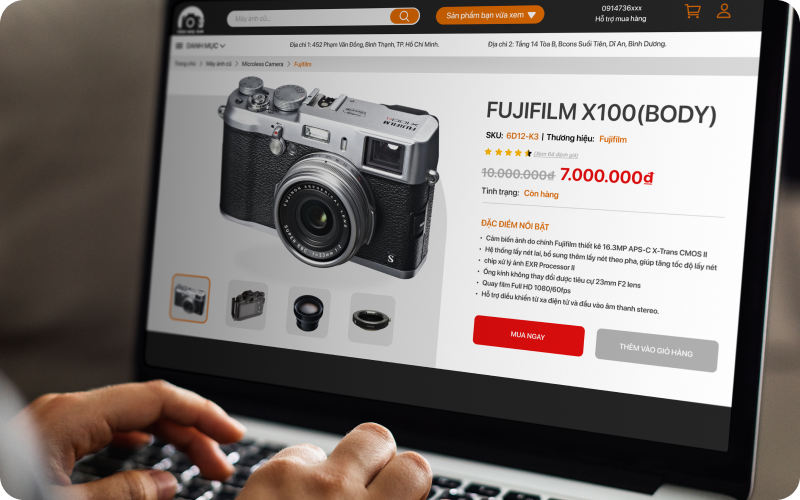 Máy ảnh cũ...
Sản phẩm bạn vừa xem
0914736xxx
Hỗ trợ mua hàng
DANH MỤC
Địa chỉ 1: 452 Phạm Văn Đồng, Bình Thạnh, TP. Hồ Chí Minh.
Địa chỉ 2: Tầng 14 Tòa B, Bcons Suối Tiên, Dĩ An, Bình Dương.
Trang chủ > Máy ảnh cũ > Microless Camera > Fujifilm
FUJIFILM
X100
FUJIFILM X100(BODY)
SKU: 6D12-K3 | Thương hiệu: Fujifilm
(Xem 94 đánh giá)
10.000.000đ 7.000.000đ
Tình trạng: Còn hàng
ĐẶC ĐIỂM NỔI BẬT
• Cảm biến ảnh do chính Fujifilm thiết kế 16.3MP APS-C X-Trans CMOS II
• Hệ thống lấy nét lai, bổ sung thêm lấy nét theo pha, giúp tăng tốc độ lấy nét
• chip xử lý ảnh EXR Processor II
• Ống kính không thay đổi được tiêu cự 23mm F2 lens
• Quay film Full HD 1080/60fps
• Hỗ trợ điều khiển từ xa điện tử và đầu vào âm thanh stereo.
S
MUA NGAY
THÊM VÀO GIỎ HÀNG